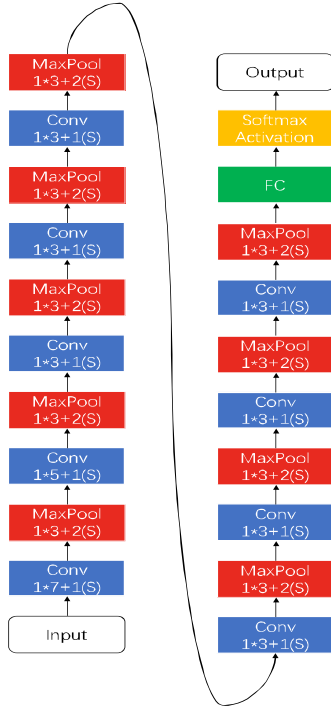 MaxPool
1*3+2(S)
Conv
1*3+1(S)
MaxPool
1*3+2(S)
Conv
1*3+1(S)
MaxPool
1*3+2(S)
Conv
1*3+1(S)
MaxPool
1*3+2(S)
Conv
1*5+1(S)
MaxPool
1*3+2(S)
Conv
1*7+1(S)
Input
Output
Softmax
Activation
FC
MaxPool
1*3+2(S)
Conv
1*3+1(S)
MaxPool
1*3+2(S)
Conv
1*3+1(S)
MaxPool
1*3+2(S)
Conv
1*3+1(S)
MaxPool
1*3+2(S)
Conv
1*3+1(S)